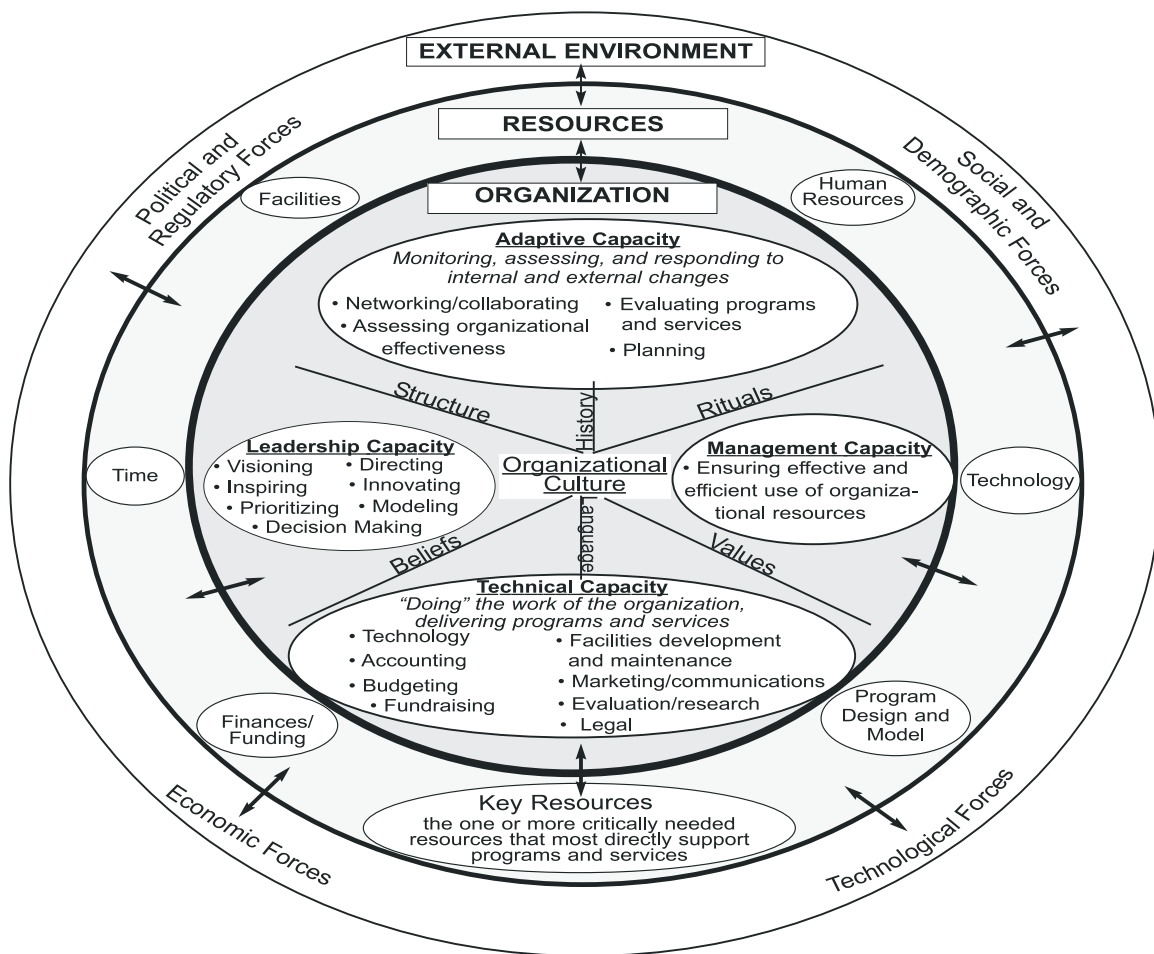 EXTERNAL ENVIRONMENT
RESOURCES
ORGANIZATION
Political and
Regulatory Forces
Social and
Demographic Forces
Facilities
Human
Resources
Adaptive Capacity
Monitoring, assessing, and responding to
internal and external changes
• Networking/collaborating
• Assessing organizational
effectiveness
• Evaluating programs
and services
• Planning
Structure
History
Rituals
Leadership Capacity
• Visioning
• Inspiring
• Prioritizing
• Directing
• Innovating
• Modeling
• Decision Making
Organizational
Culture
Management Capacity
• Ensuring effective and
efficient use of organiza-
tional resources
Time
Technology
Beliefs
Language
Values
Technical Capacity
“Doing” the work of the organization,
delivering programs and services
• Technology
• Accounting
• Budgeting
• Fundraising
• Facilities development
and maintenance
• Marketing/communications
• Evaluation/research
• Legal
Finances/
Funding
Program
Design and
Model
Key Resources
the one or more critically needed
resources that most directly support
programs and services
Economic Forces
Technological Forces